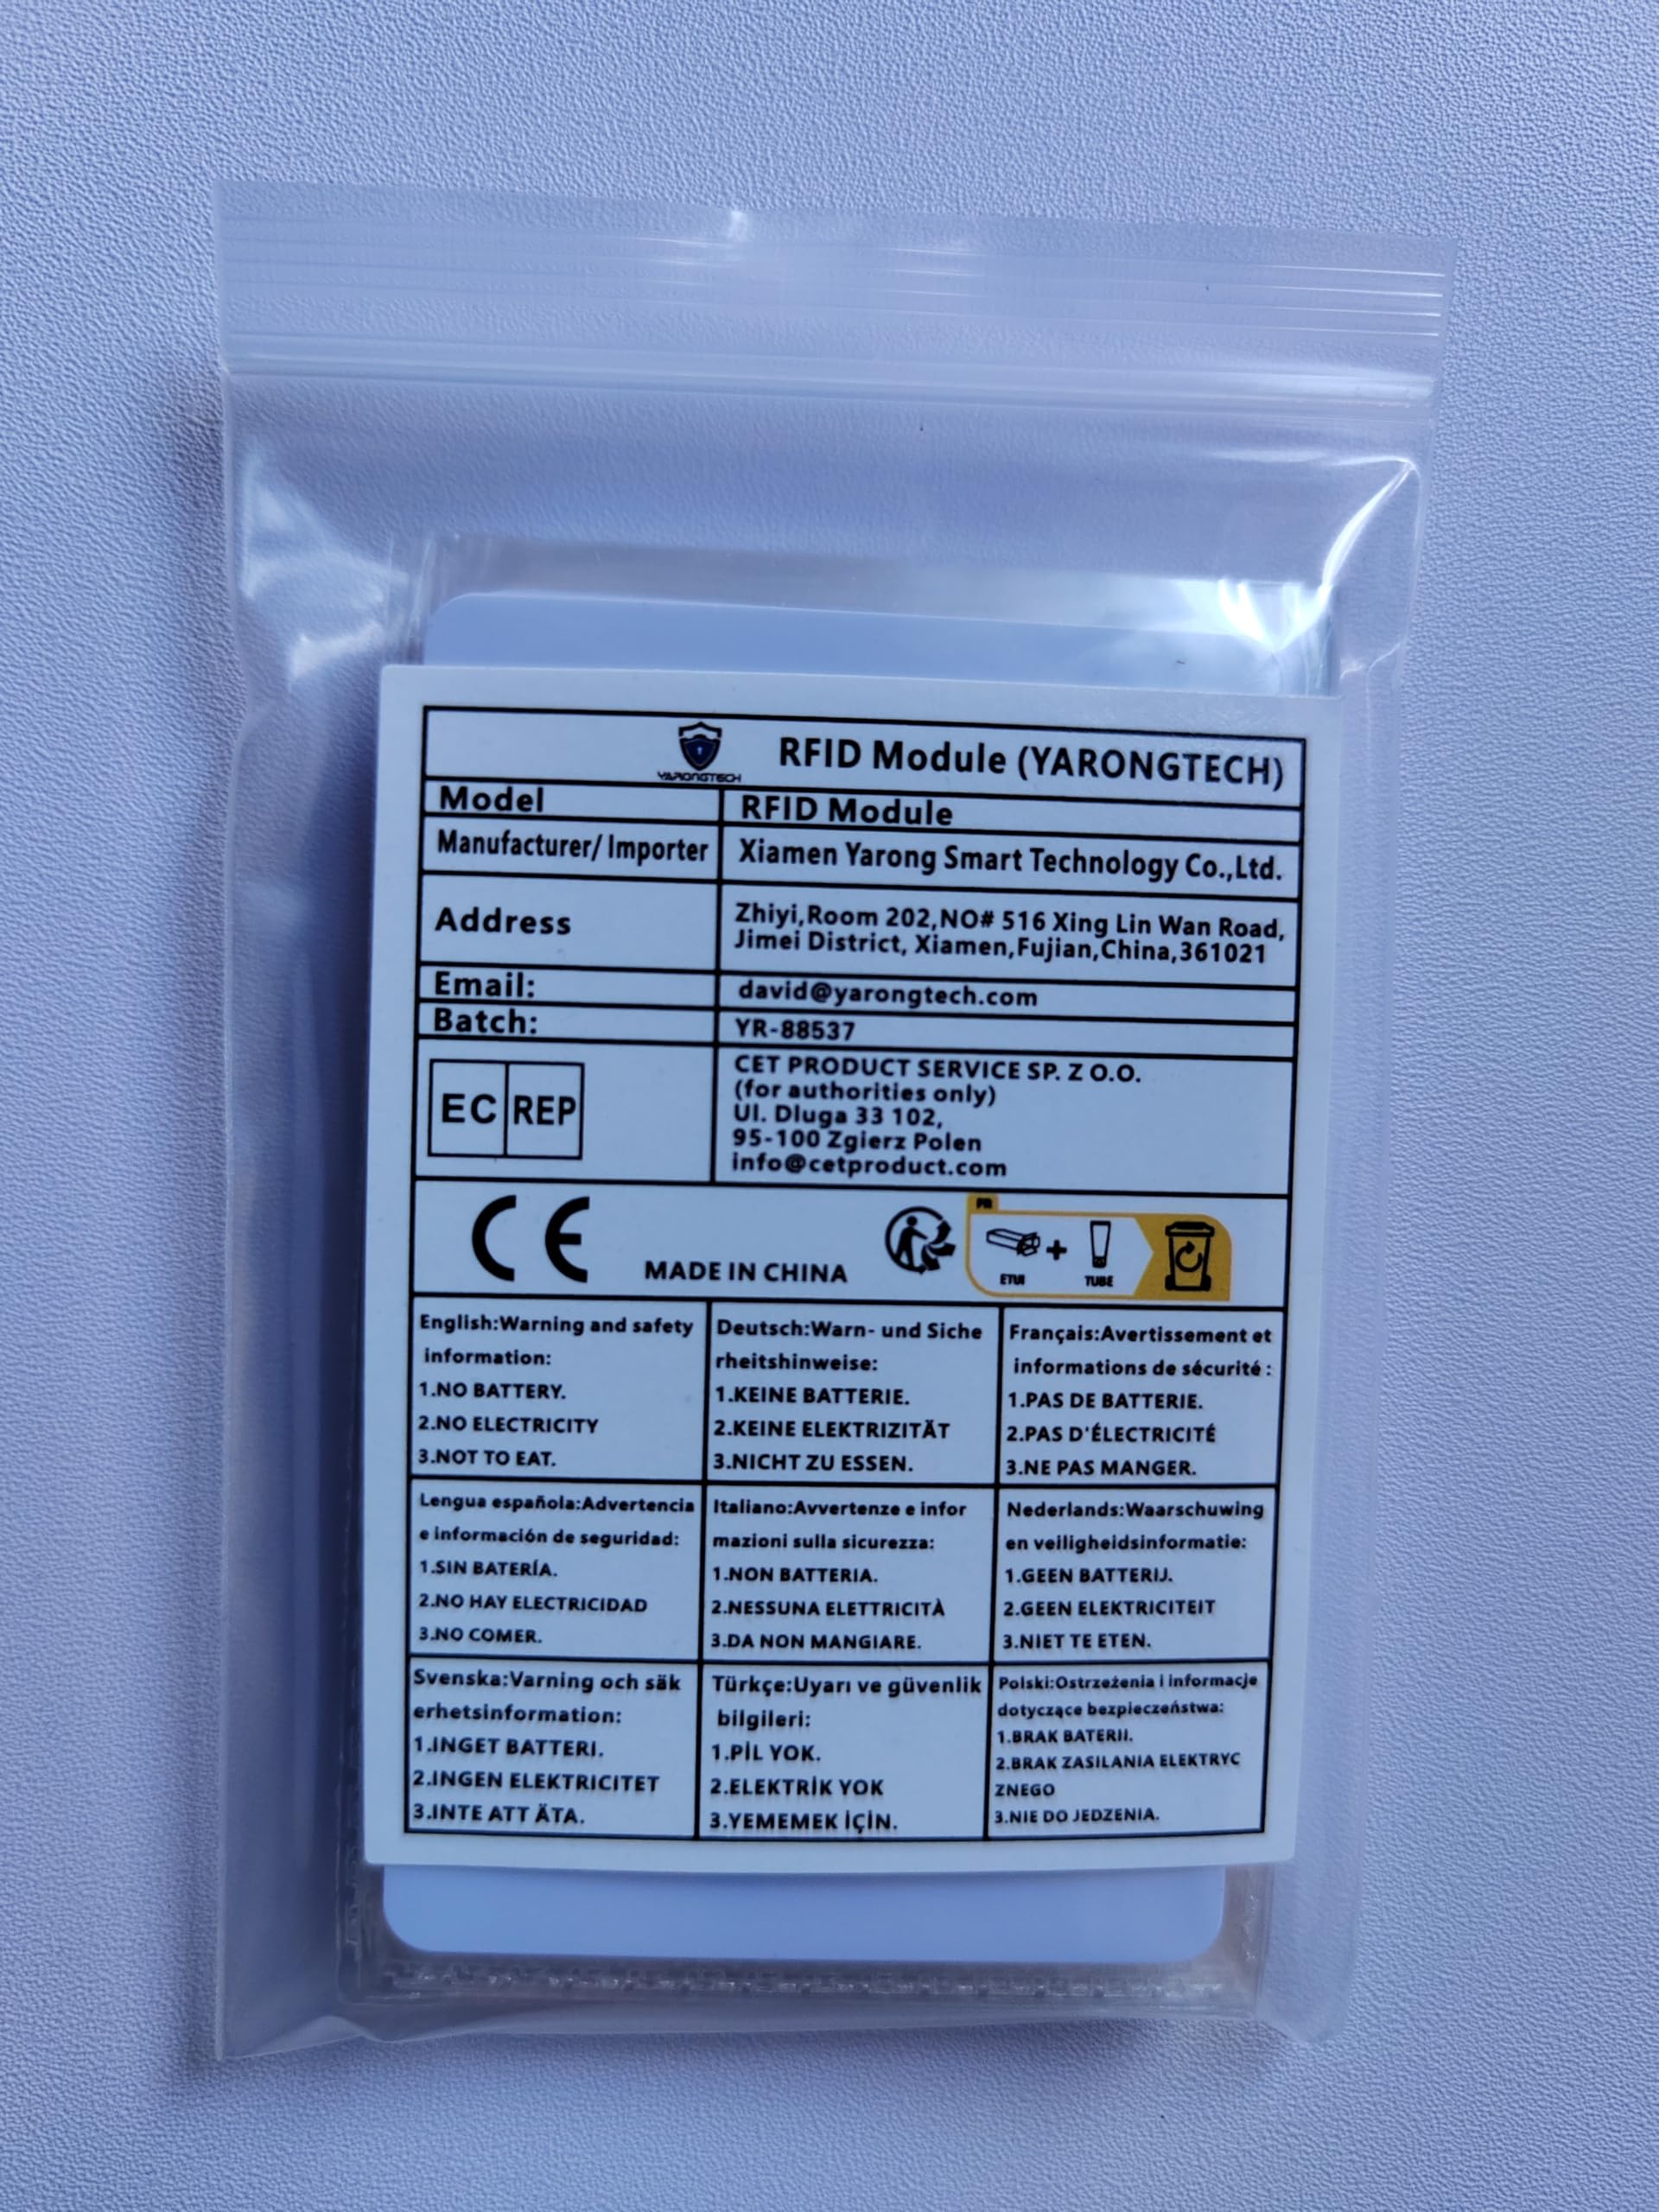 YARONGTECH
RFID Module (YARONGTECH)
Model
RFID Module
Manufacturer/ Importer
Xiamen Yarong Smart Technology Co.,Ltd.
Address
Zhiyi,Room 202,NO# 516 Xing Lin Wan Road,
Jimei District, Xiamen,Fujian,China,361021
Email:
david@yarongtech.com
Batch:
YR-88537
EC REP
CET PRODUCT SERVICE SP. Z O.O.
(for authorities only)
Ul. Dluga 33 102,
95-100 Zgierz Polen
info@cetproduct.com
CE
MADE IN CHINA
FR
ETUI
+
TUBE
English:Warning and safety
information:
1.NO BATTERY.
2.NO ELECTRICITY
3.NOT TO EAT.
Deutsch:Warn- und Siche
rheitshinweise:
1.KEINE BATTERIE.
2.KEINE ELEKTRIZITÄT
3.NICHT ZU ESSEN.
Français:Avertissement et
informations de sécurité :
1.PAS DE BATTERIE.
2.PAS D'ÉLECTRICITÉ
3.NE PAS MANGER.
Lengua española:Advertencia
e información de seguridad:
1.SIN BATERÍA.
2.NO HAY ELECTRICIDAD
3.NO COMER.
Italiano:Avvertenze e infor
mazioni sulla sicurezza:
1.NON BATTERIA.
2.NESSUNA ELETTRICITÀ
3.DA NON MANGIARE.
Nederlands:Waarschuwing
en veiligheidsinformatie:
1.GEEN BATTERIJ.
2.GEEN ELEKTRICITEIT
3.NIET TE ETEN.
Svenska:Varning och säk
erhetsinformation:
1.INGET BATTERI.
2.INGEN ELEKTRICITET
3.INTE ATT ÄTA.
Türkçe:Uyarı ve güvenlik
bilgileri:
1.PİL YOK.
2.ELEKTRİK YOK
3.YEMEMEK İÇİN.
Polski:Ostrzeżenia i informacje
dotyczące bezpieczeństwa:
1.BRAK BATERII.
2.BRAK ZASILANIA ELEKTRYC
ZNEGO
3.NIE DO JEDZENIA.